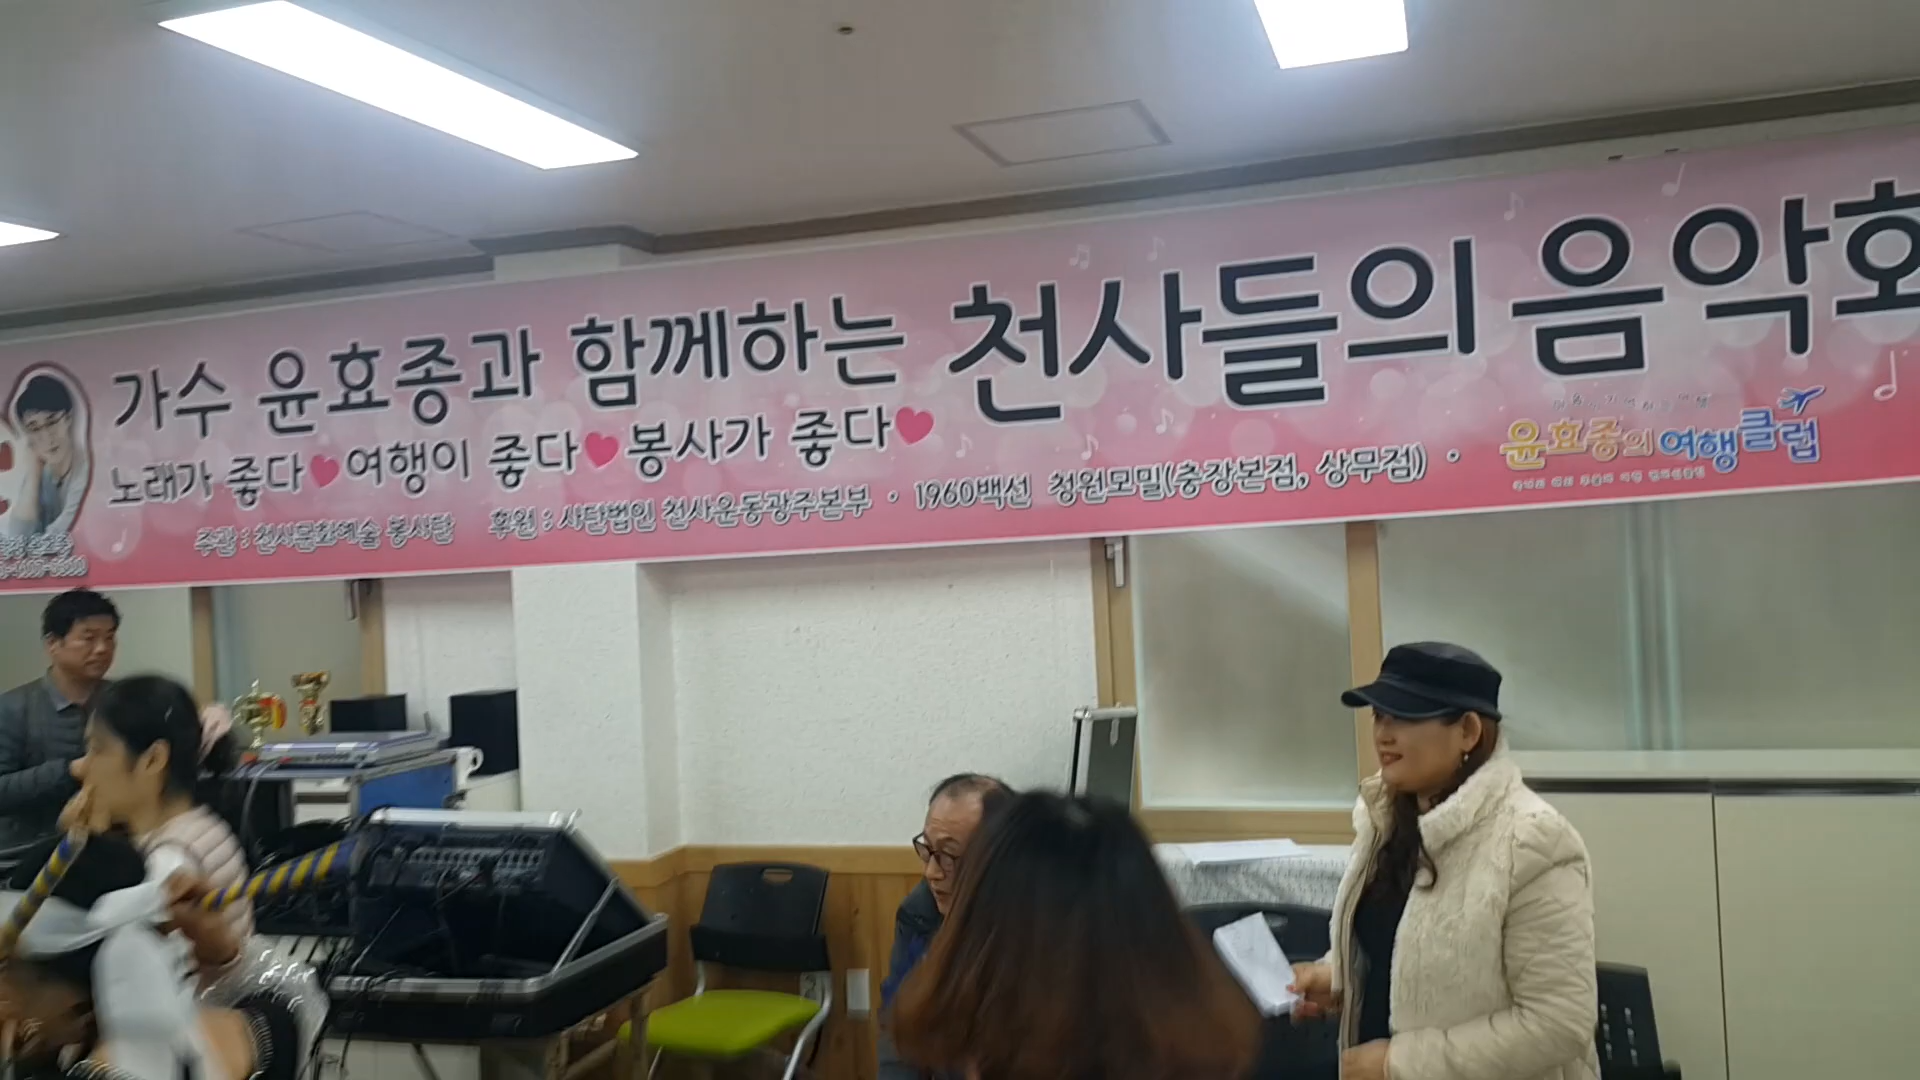 가수 윤효종과 함께하는 천사들의 음악회
노래가 좋다 여행이 좋다 봉사가 좋다
주관 : 천사문화예술 봉사단 후원 : 사단법인 천사운동광주본부 · 1960백선 청원모밀(충장본점, 상무점) ·
윤효종의 여행클럽